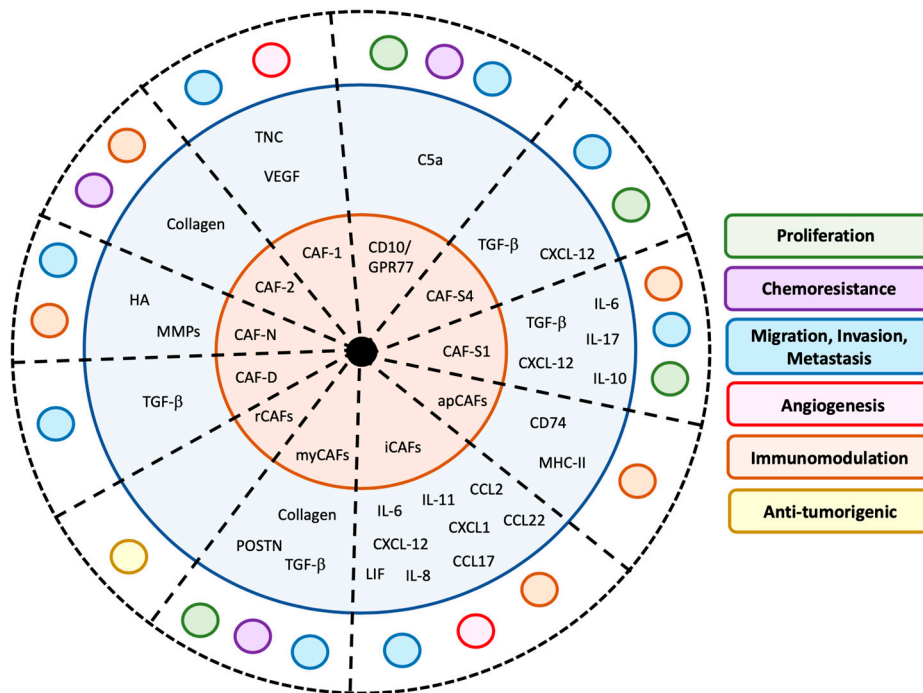 TNC
VEGF
C5a
Collagen
CAF-1
CD10/
GPR77
TGF-β
CXCL-12
CAF-2
CAF-S4
HA
MMPs
CAF-N
CAF-S1
TGF-β
CXCL-12
IL-6
IL-17
IL-10
TGF-β
CAF-D
rCAFs
myCAFs
iCAFs
apCAFs
CD74
MHC-II
Collagen
POSTN
TGF-β
IL-6
IL-11
CCL2
CXCL-12
CXCL1
CCL22
LIF
IL-8
CCL17
Proliferation
Chemoresistance
Migration, Invasion,
Metastasis
Angiogenesis
Immunomodulation
Anti-tumorigenic